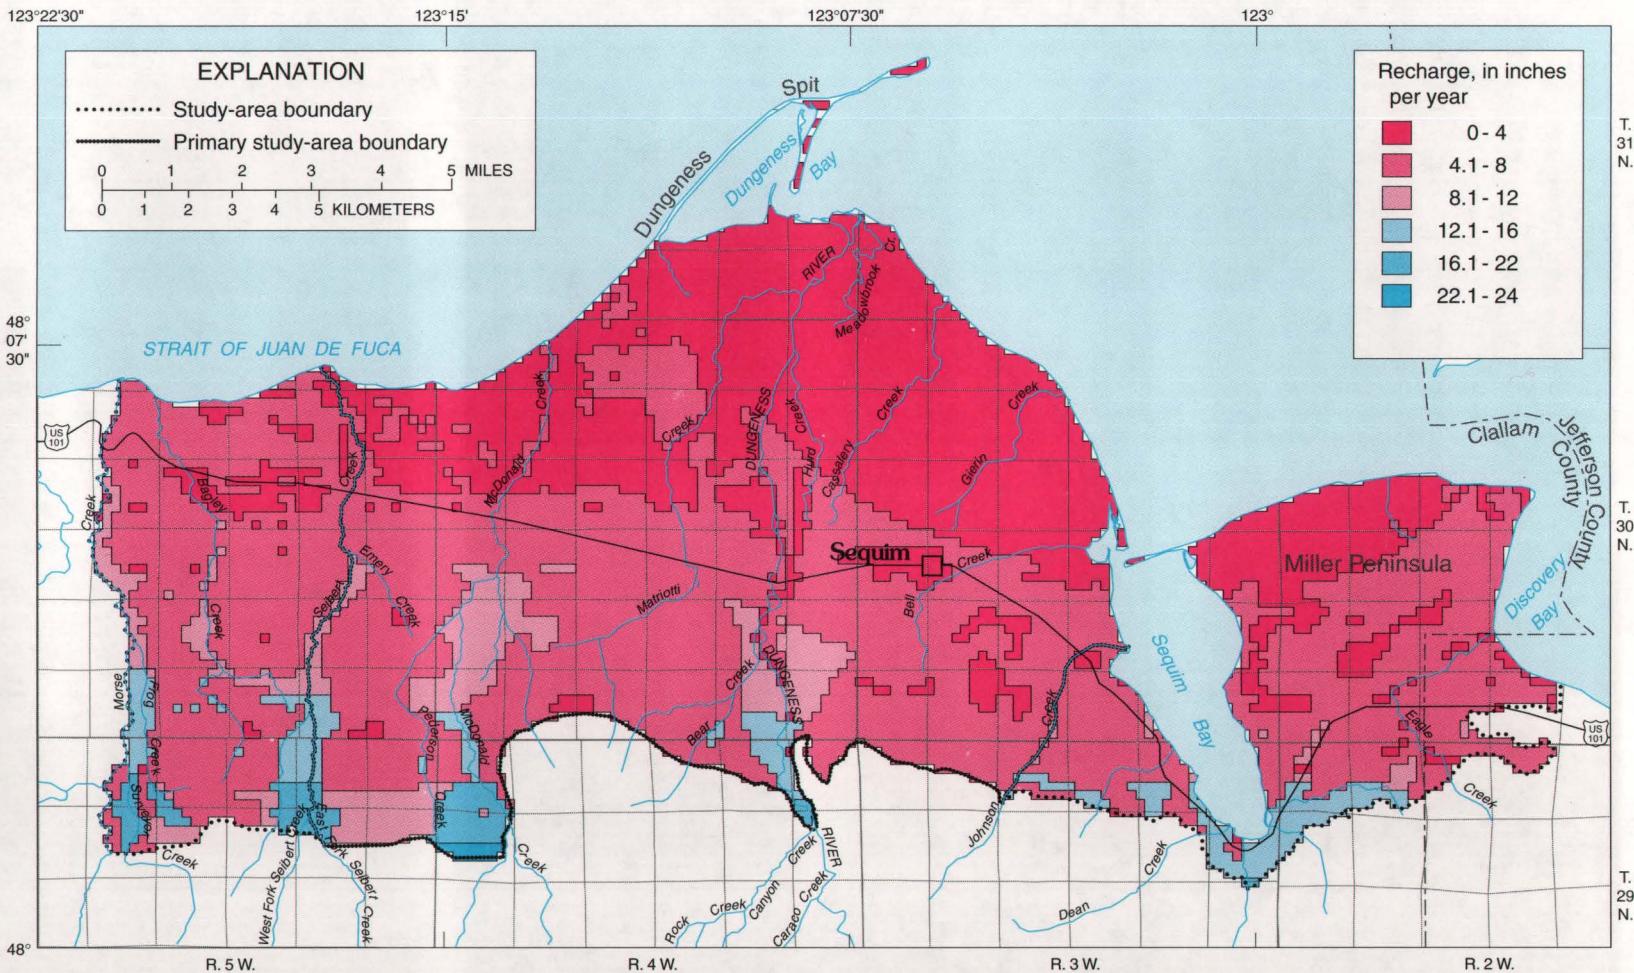 123°22'30" 123°15' 123°07'30" 123°
EXPLANATION
Study-area boundary
Primary study-area boundary
0 1 2 3 4 5 MILES
0 1 2 3 4 5 KILOMETERS
Recharge, in inches
per year
0 - 4
4.1 - 8
8.1 - 12
12.1 - 16
16.1 - 22
22.1 - 24
T.
31
N.
Spit
Dungeness
Dungeness
Bay
48°
07'
30"
STRAIT OF JUAN DE FUCA
RIVER
Cr.
Meadowbrook
US
101
Creek
McDonald
Creek
DUNGENESS
Creek
Hurd
Creek
Cassalery
Creek
Gierin
Clallam
County
Jefferson County
T.
30
N.
Creek
Bagley
Creek
Creek
Seibert
Emery
Creek
Sequim
Creek
Bell
Miller Peninsula
Discovery
Bay
Matriotti
Creek
DUNGENESS
Bear
Sequim
Bay
Morse
Frog
Creek
Surveyor
Creek
Pederson
McDonald
Creek
Creek
Creek
Johnson
Eagle
Creek
US
101
West Fork Seibert Creek
East Fork Seibert Creek
Rock Creek
Canyon Creek
Caraco Creek
RIVER
Dean Creek
T.
29
N.
48°
R. 5 W. R. 4 W. R. 3 W. R. 2 W.